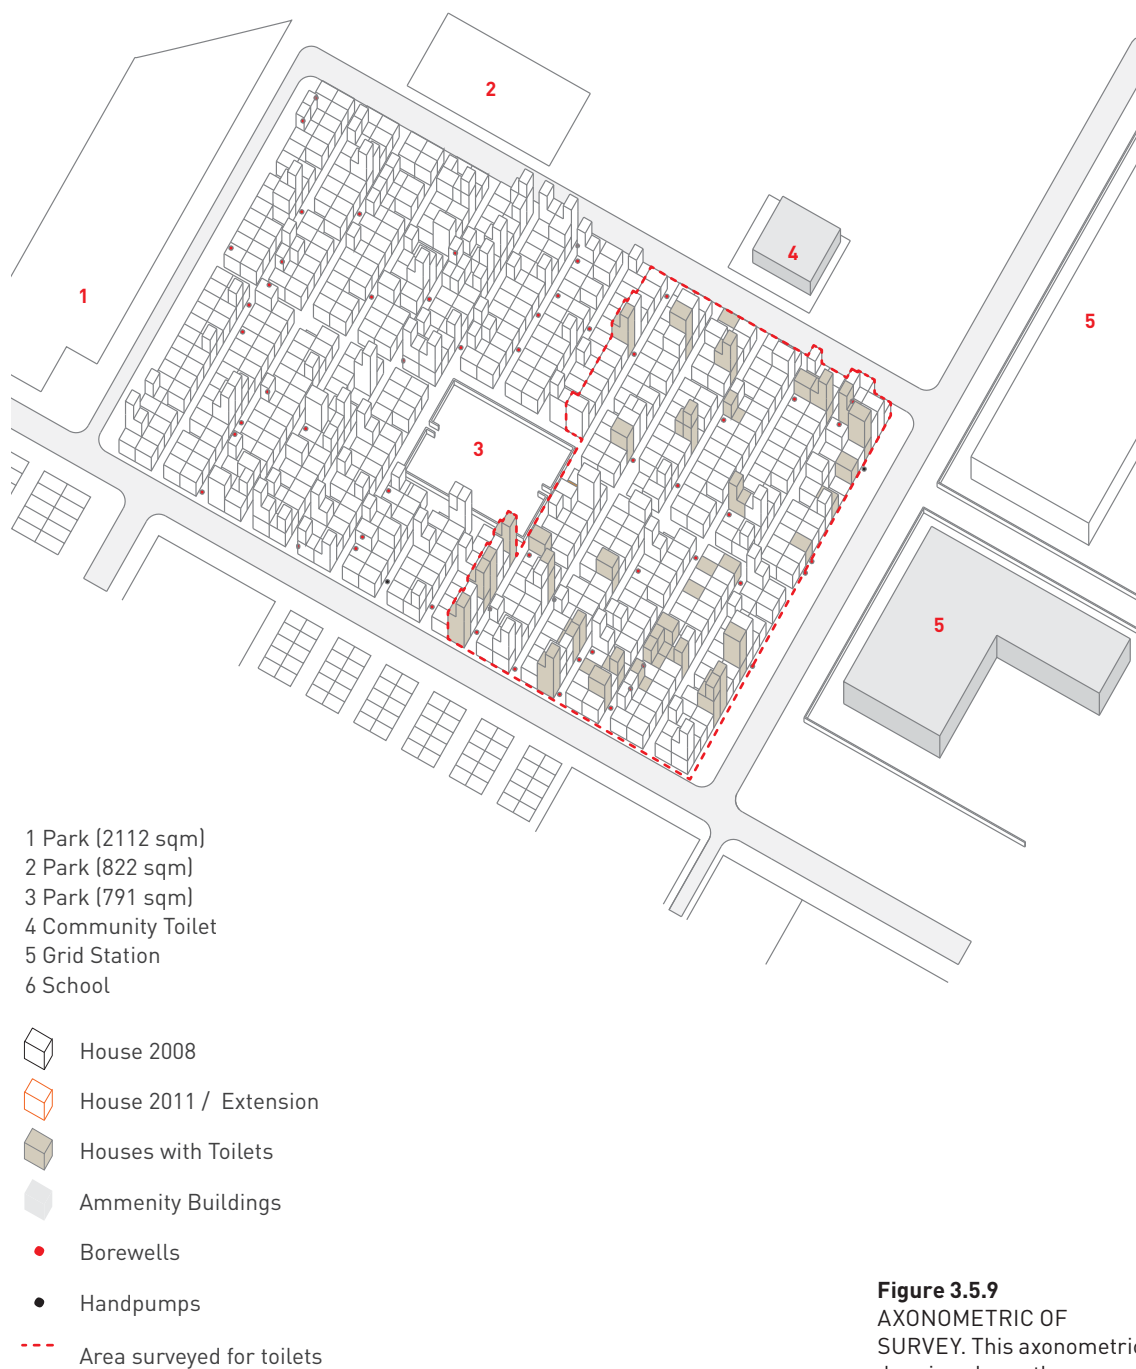 2
4
1
5
3
5
1 Park (2112 sqm)
2 Park (822 sqm)
3 Park (791 sqm)
4 Community Toilet
5 Grid Station
6 School
House 2008
House 2011 / Extension
Houses with Toilets
Ammenity Buildings
Borewells
Handpumps
Area surveyed for toilets
Figure 3.5.9
AXONOMETRIC OF
SURVEY. This axonometric